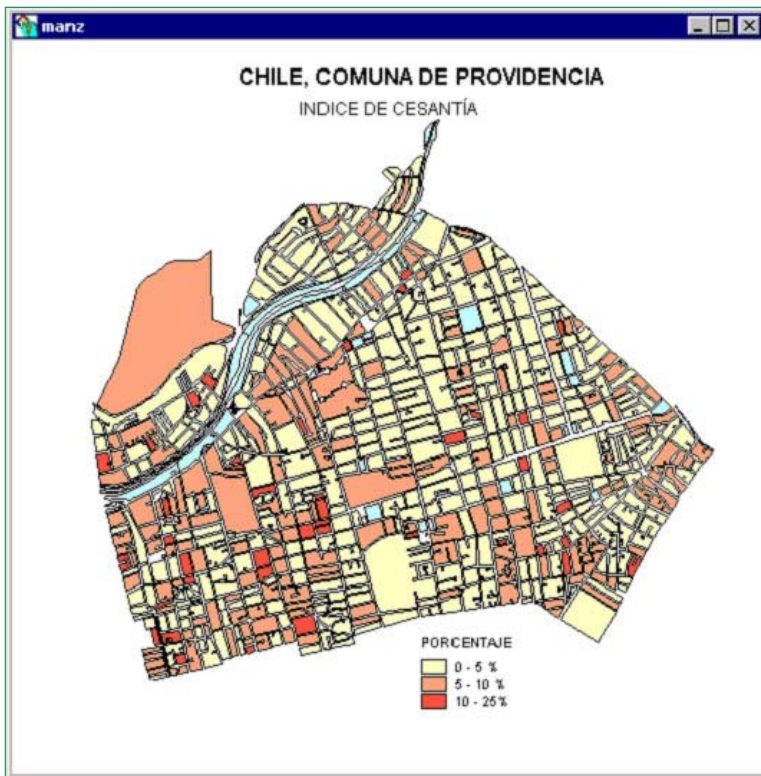 manz
CHILE, COMUNA DE PROVIDENCIA
INDICE DE CESANTÍA
PORCENTAJE
0 - 5 %
5 - 10 %
10 - 25%